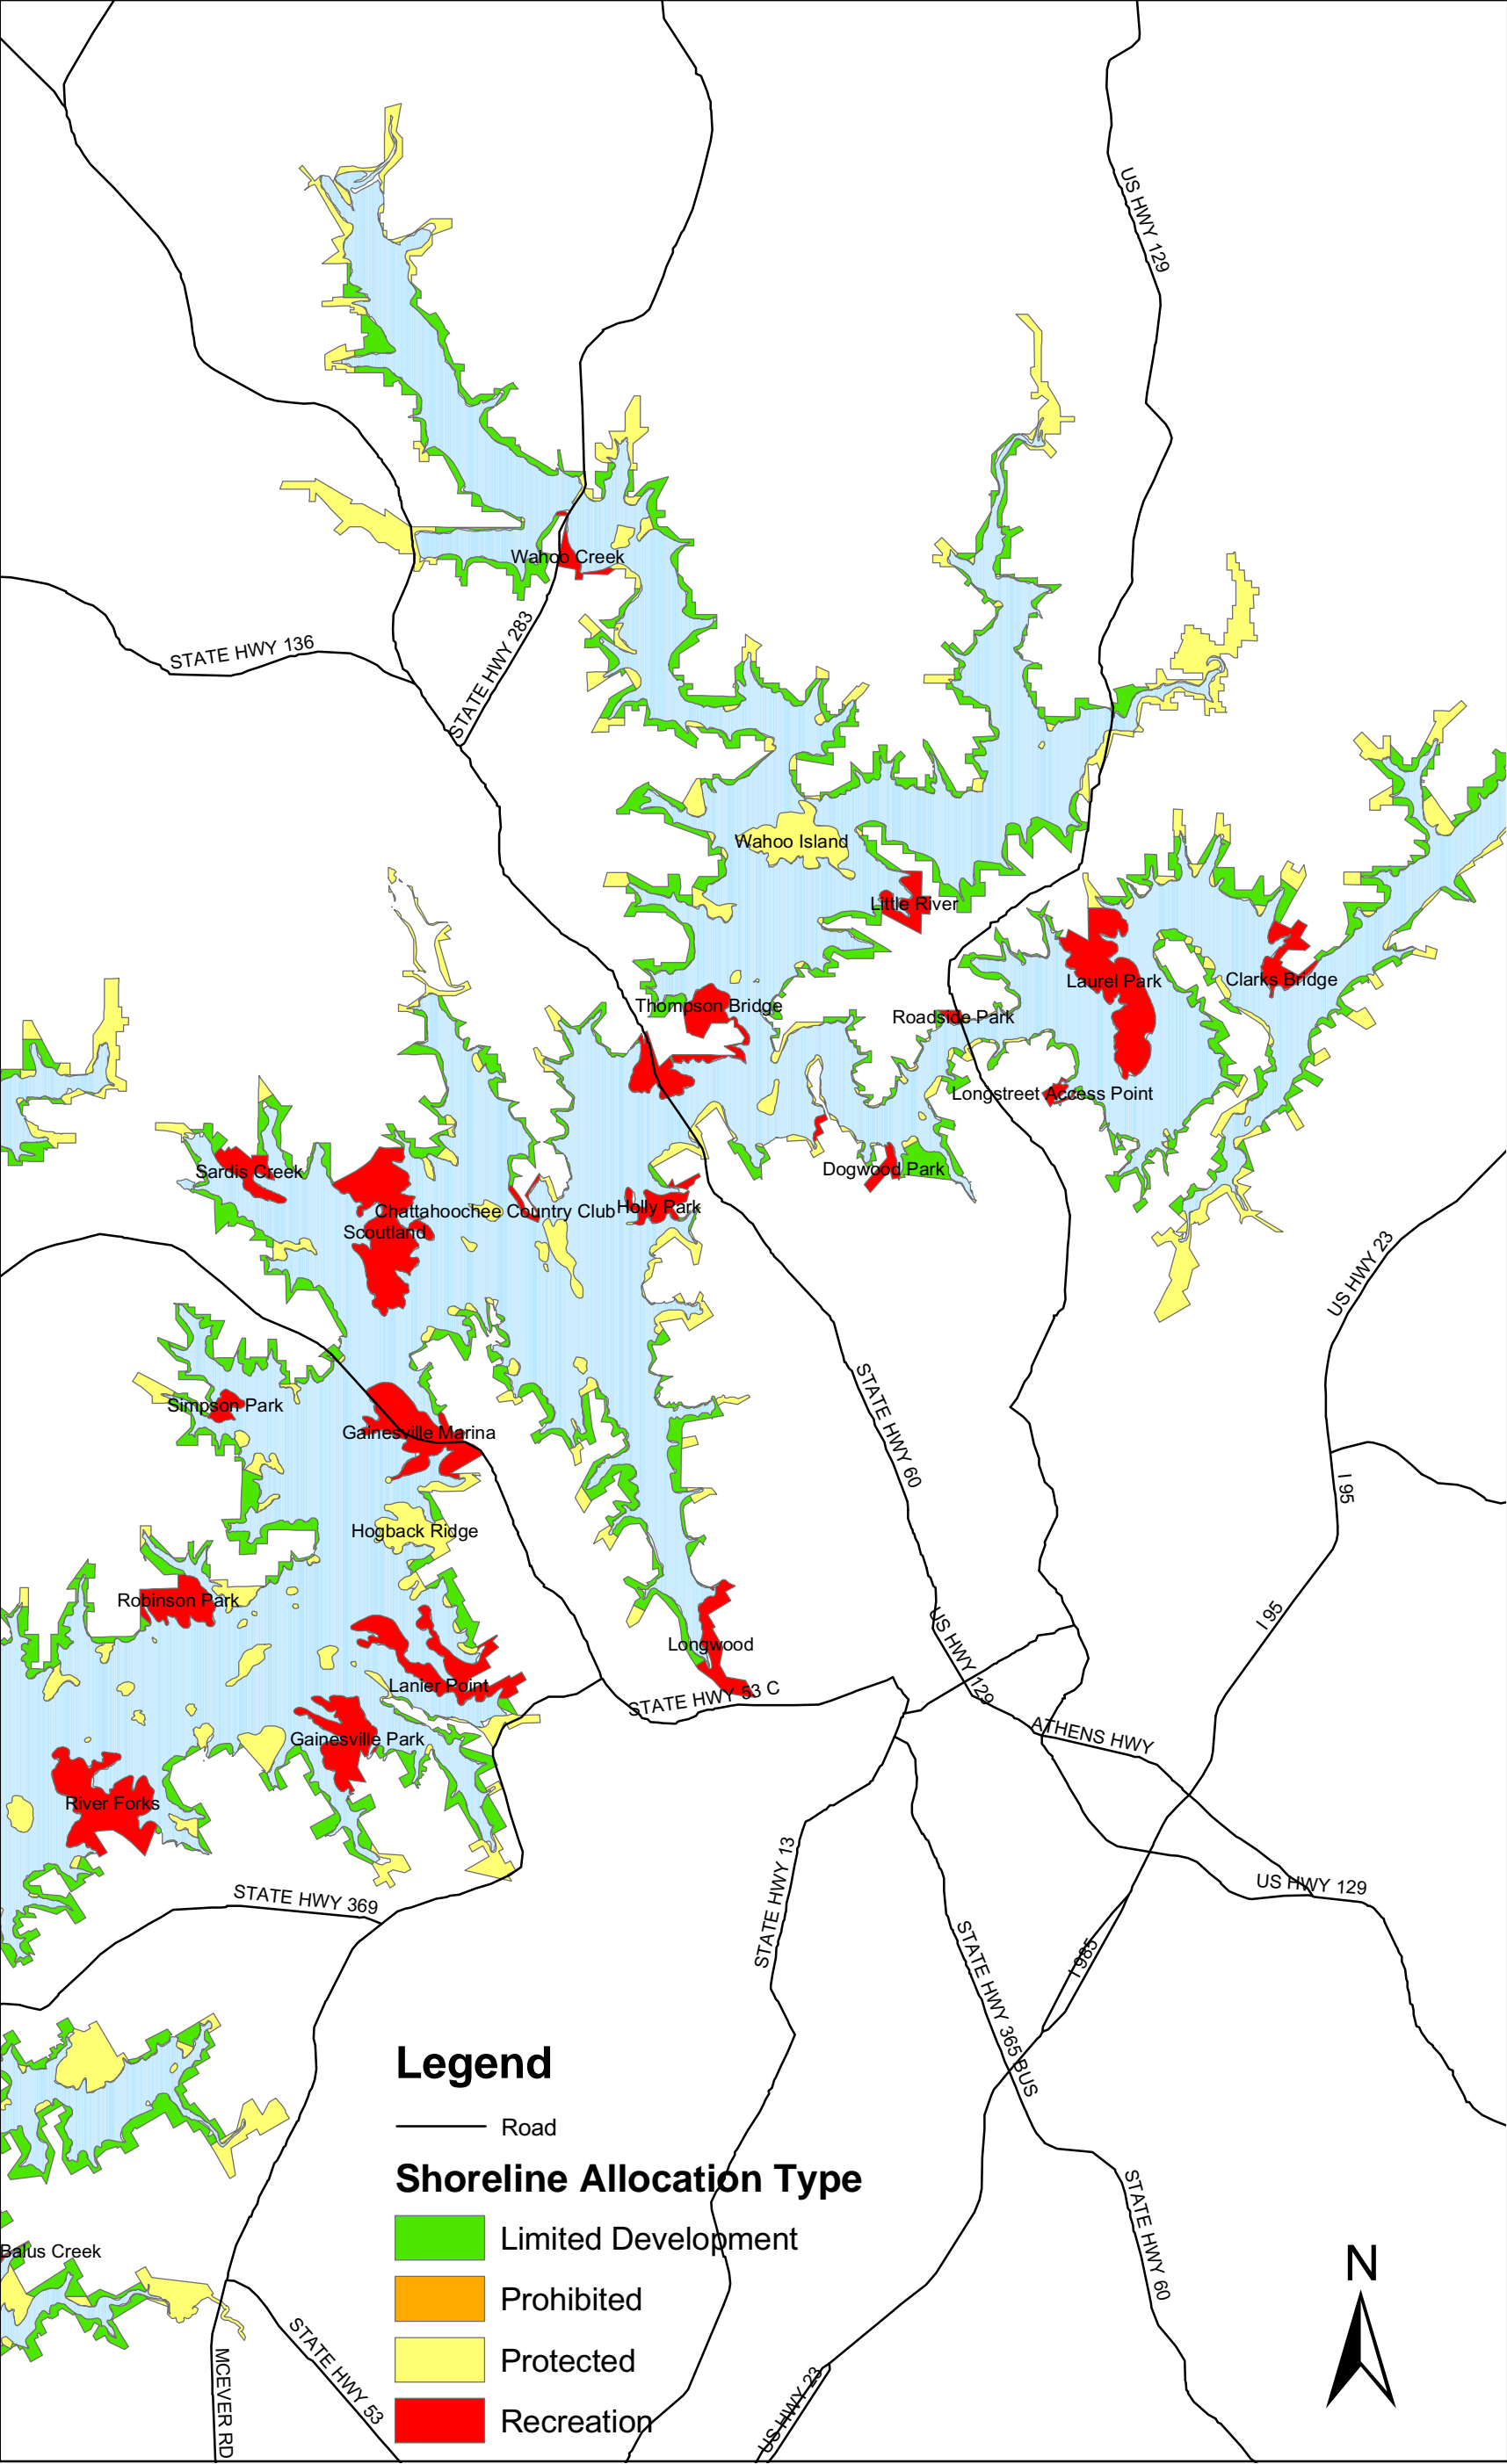 US HWY 129
Wahoo Creek
STATE HWY 136
STATE HWY 283
Wahoo Island
Little River
Laurel Park
Clarks Bridge
Thompson Bridge
Roadside Park
Longstreet Access Point
Sardis Creek
Dogwood Park
Chattahoochee Country Club
Holly Park
Scoutland
US HWY 23
Simpson Park
Gainesville Marina
STATE HWY 60
I 95
Hogback Ridge
Robinson Park
I 95
Longwood
US HWY 129
Lanier Point
STATE HWY 53 C
Gainesville Park
ATHENS HWY
River Forks
STATE HWY 13
US HWY 129
STATE HWY 369
I 985
STATE HWY 365 BUS
Legend
Road
Shoreline Allocation Type
Limited Development
Prohibited
Protected
Recreation
STATE HWY 60
Balus Creek
N
STATE HWY 53
MCEVER RD
US HWY 23